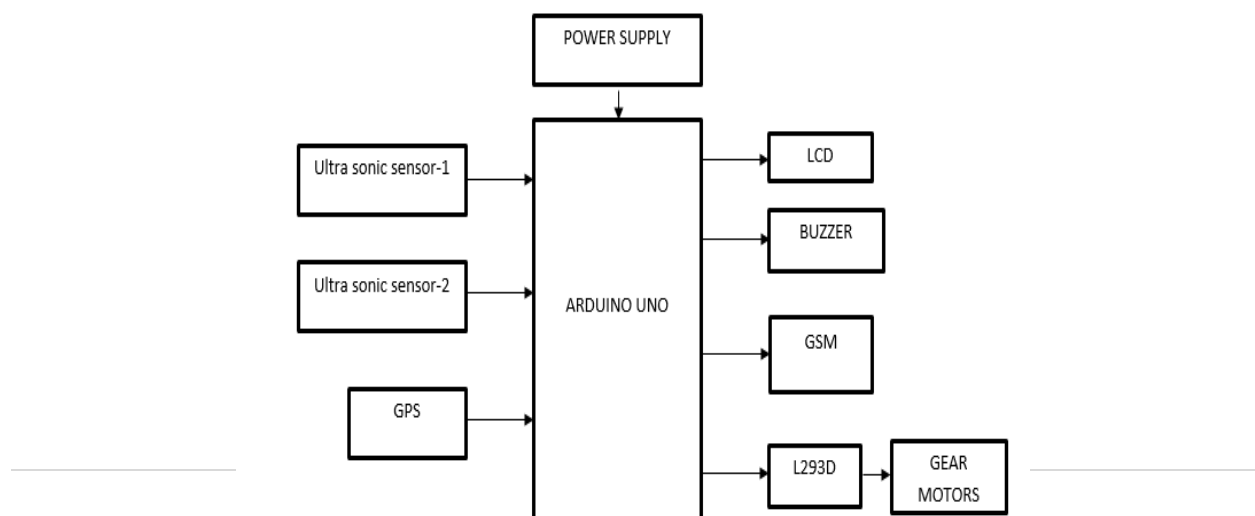 POWER SUPPLY
Ultra sonic sensor-1
Ultra sonic sensor-2
GPS
ARDUINO UNO
LCD
BUZZER
GSM
L293D
GEAR
MOTORS